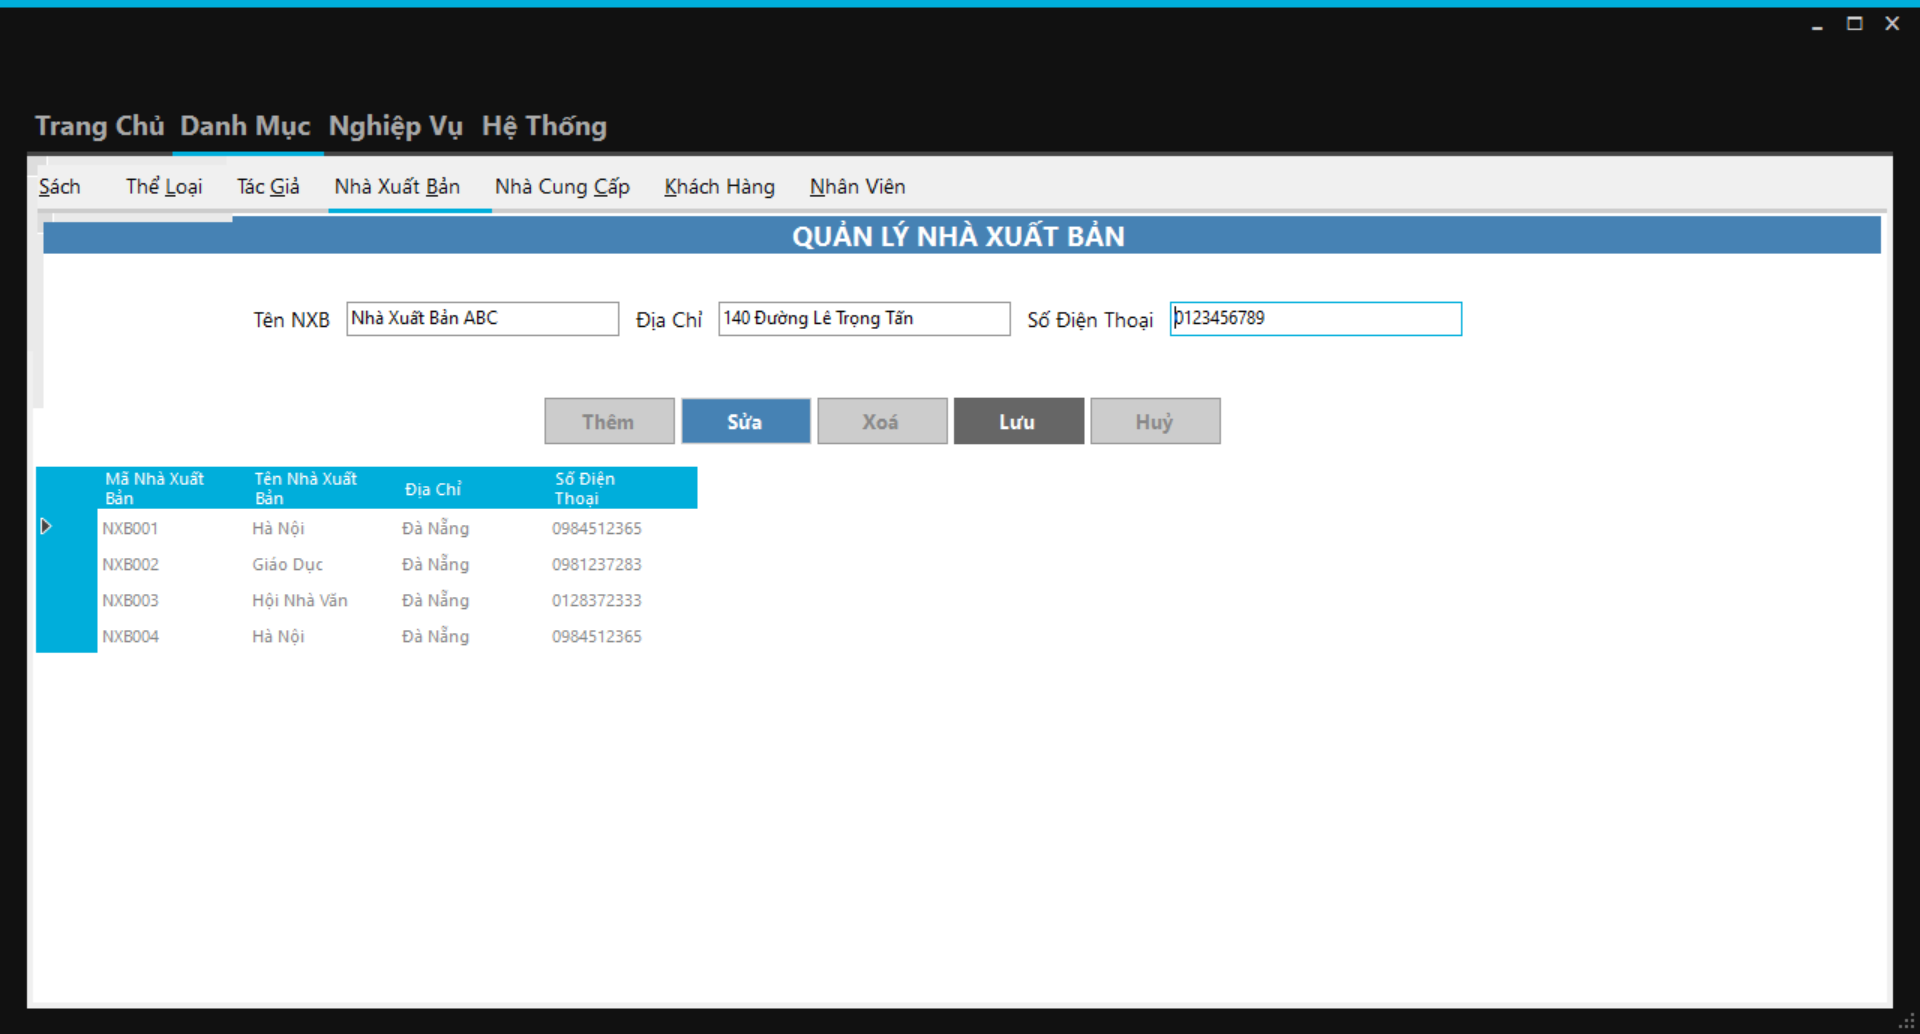 Trang Chủ Danh Mục Nghiệp Vụ Hệ Thống
Sách Thể Loại Tác Giả Nhà Xuất Bản Nhà Cung Cấp Khách Hàng Nhân Viên
QUẢN LÝ NHÀ XUẤT BẢN
Tên NXB Nhà Xuất Bản ABC Địa Chỉ 140 Đường Lê Trọng Tấn Số Điện Thoại 0123456789
Thêm Sửa Xoá Lưu Huỷ
Mã Nhà Xuất Bản Tên Nhà Xuất Bản Địa Chỉ Số Điện Thoại
NXB001 Hà Nội Đà Nẵng 0984512365
NXB002 Giáo Dục Đà Nẵng 0981237283
NXB003 Hội Nhà Văn Đà Nẵng 0128372333
NXB004 Hà Nội Đà Nẵng 0984512365